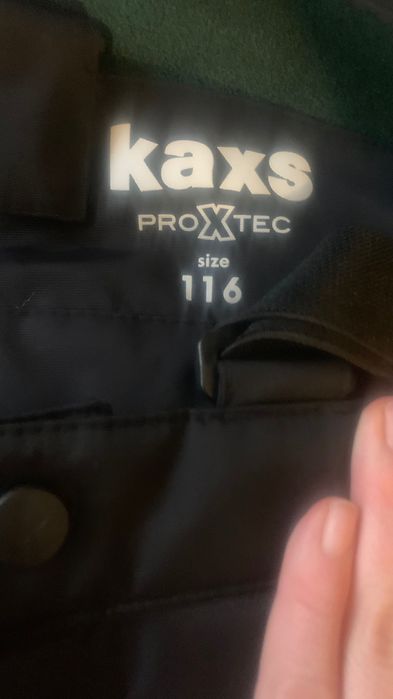 kaxs
PROXTEC
size
116